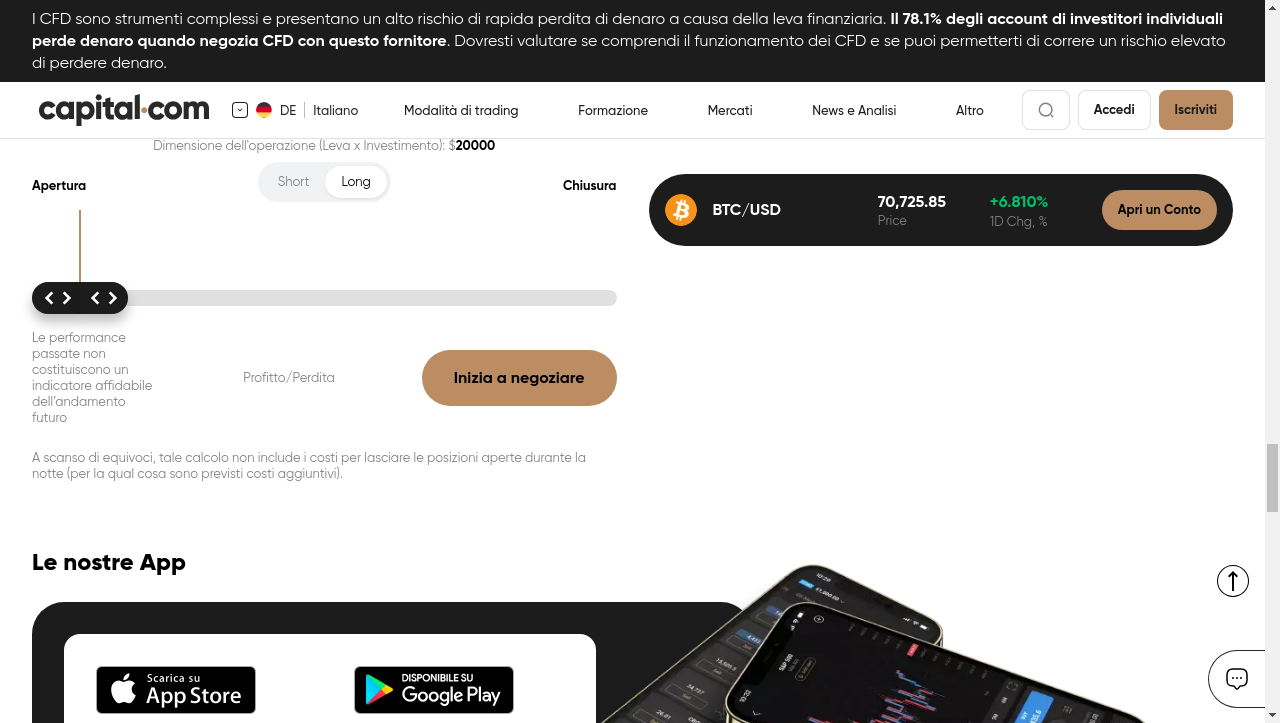 I CFD sono strumenti complessi e presentano un alto rischio di rapida perdita di denaro a causa della leva finanziaria. Il 78.1% degli account di investitori individuali
perde denaro quando negozia CFD con questo fornitore. Dovresti valutare se comprendi il funzionamento dei CFD e se puoi permetterti di correre un rischio elevato
di perdere denaro.
capital.com
DE
Italiano
Modalità di trading
Formazione
Mercati
News e Analisi
Altro
Accedi
Iscriviti
Dimensione dell'operazione (Leva x Investimento): $20000
Apertura
Short
Long
Chiusura
BTC/USD
70,725.85
Price
+6.810%
1D Chg, %
Apri un Conto
Le performance
passate non
costituiscono un
indicatore affidabile
dell’andamento
futuro
Profitto/Perdita
Inizia a negoziare
A scanso di equivoci, tale calcolo non include i costi per lasciare le posizioni aperte durante la
notte (per la qual cosa sono previsti costi aggiuntivi).
Le nostre App
Scarica su
App Store
DISPONIBILE SU
Google Play
10:29
S&P 500
10:22